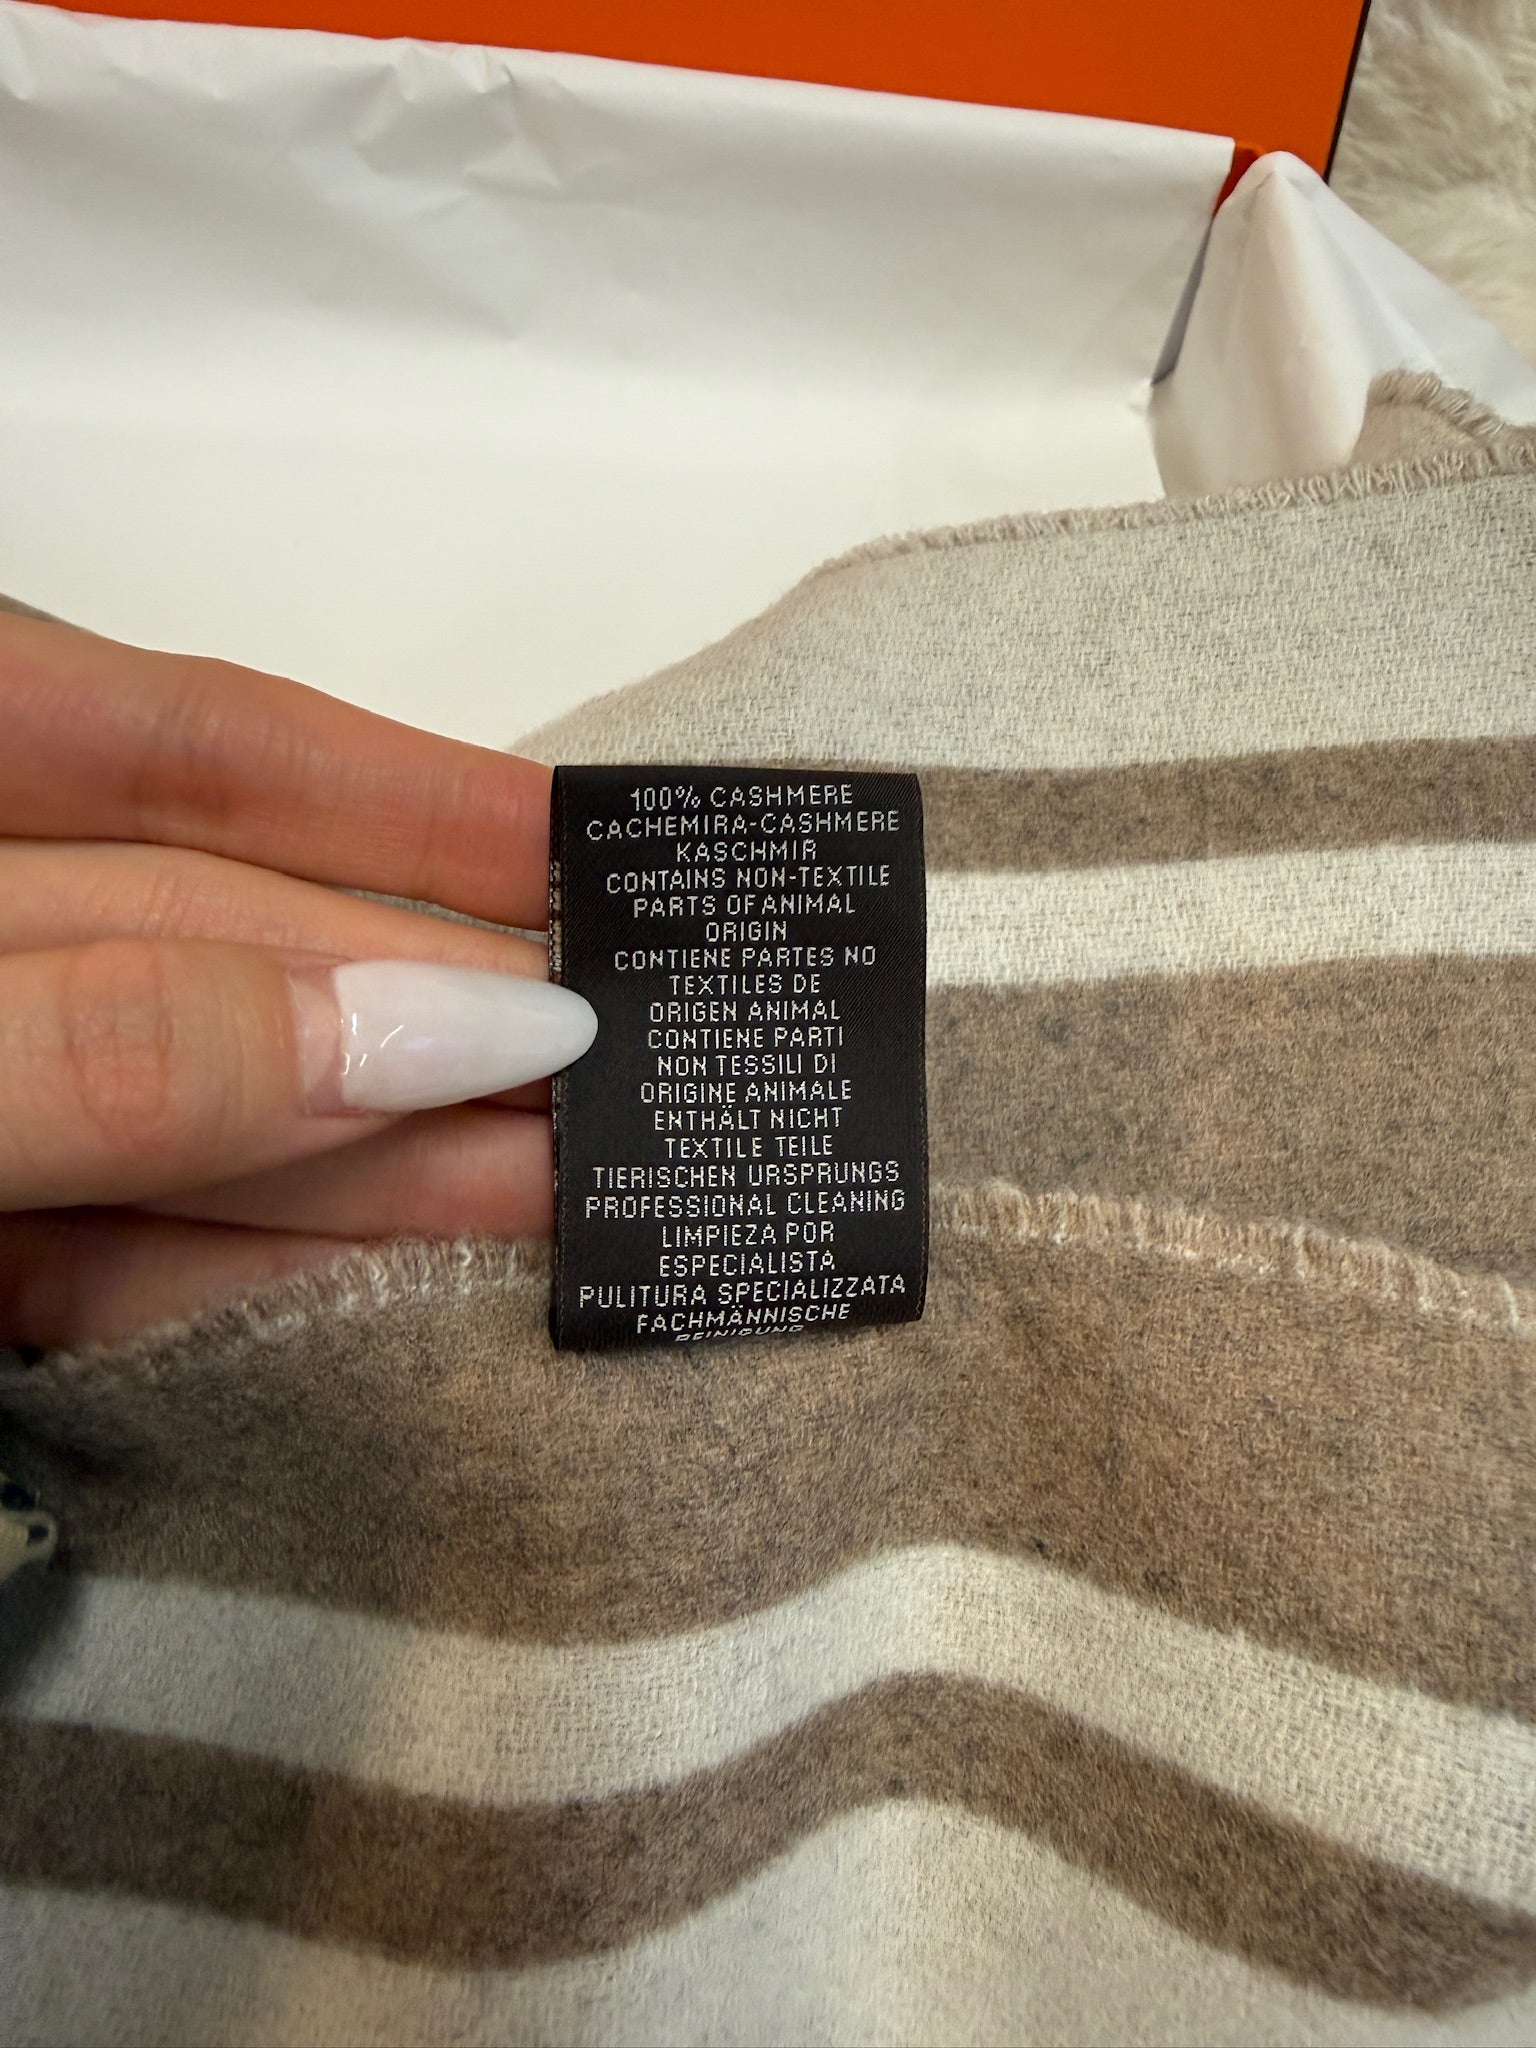 100% CASHMERE
CACHEMIRA-CASHMERE
KASCHMIR
CONTAINS NON-TEXTILE
PARTS OF ANIMAL
ORIGIN
CONTIENE PARTES NO
TEXTILES DE
ORIGEN ANIMAL
CONTIENE PARTI
NON TESSILI DI
ORIGINE ANIMALE
ENTHÄLT NICHT
TEXTILE TEILE
TIERISCHEN URSPRUNGS
PROFESSIONAL CLEANING
LIMPIEZA POR
ESPECIALISTA
PULITURA SPECIALIZZATA
FACHMÄNNISCHE
REINIGUNG